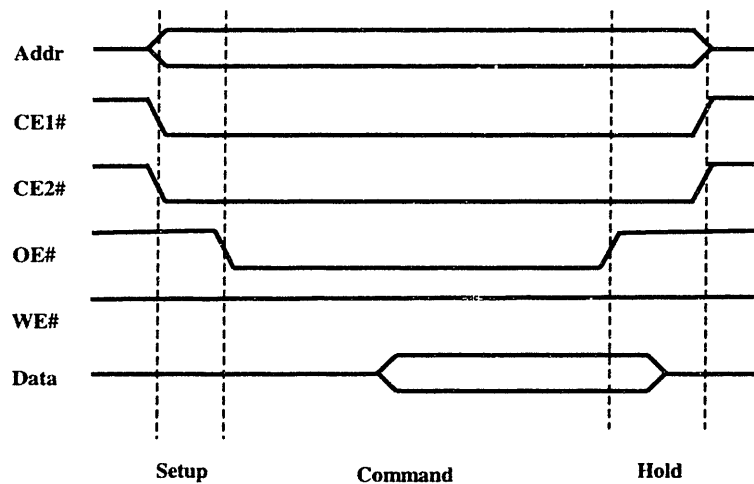 Addr
CE1#
CE2#
OE#
WE#
Data
Setup Command Hold